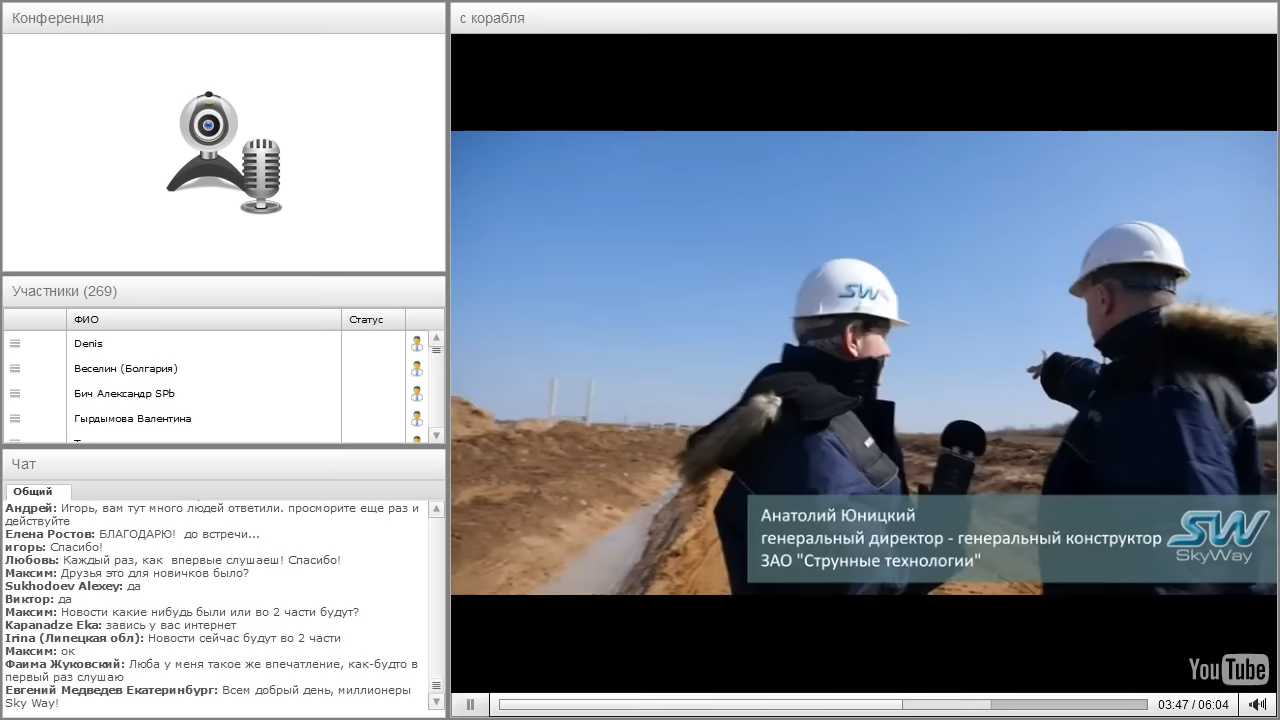 Конференция
Участники (269)
ФИО
Статус
Denis
Веселин (Болгария)
Бич Александр SPb
Гырдымова Валентина
Чат
Общий
Андрей: Игорь, вам тут много людей ответили. просморите еще раз и
действуйте
Елена Ростов: БЛАГОДАРЮ! до встречи...
игорь: Спасибо!
Любовь: Каждый раз, как впервые слушаешь! Спасибо!
Максим: Друзья это для новичков было?
Sukhodoev Alexey: да
Виктор: да
Максим: Новости какие нибудь были или во 2 части будут?
Kapanadze Eka: завись у вас интернет
Irina (Липецкая обл): Новости сейчас будут во 2 части
Максим: ок
Фаима Жуковский: Люба у меня такое же впечатление, как-будто в
первый раз слушаю
Евгений Медведев Екатеринбург: Всем добрый день, миллионеры
Sky Way!
с корабля
SW
Анатолий Юницкий
генеральный директор - генеральный конструктор
ЗАО "Струнные технологии"
SW
SkyWay
YouTube
03:47 / 06:04